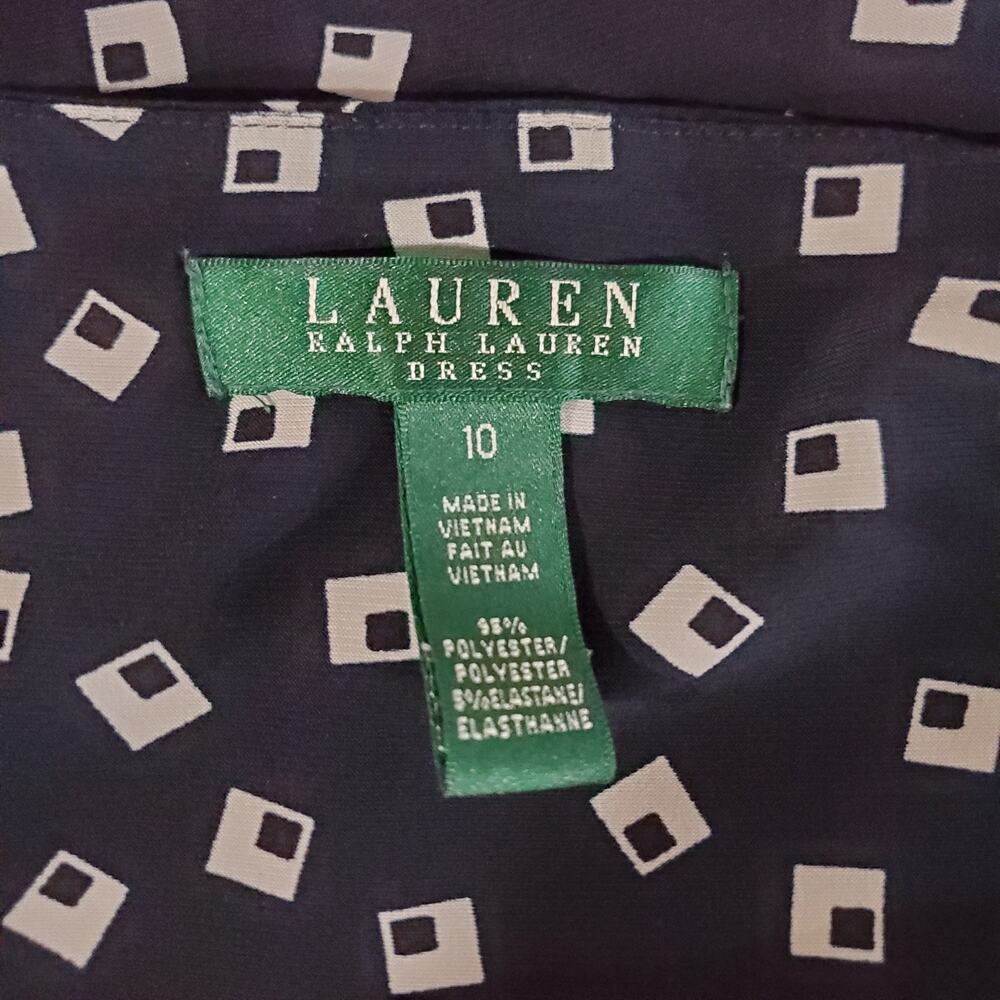 LAUREN
RALPH LAUREN
DRESS
10
MADE IN
VIETNAM
FAIT AU
VIETNAM
95%
POLYESTER/
POLYESTER
5%ELASTANE/
ELASTHANNE